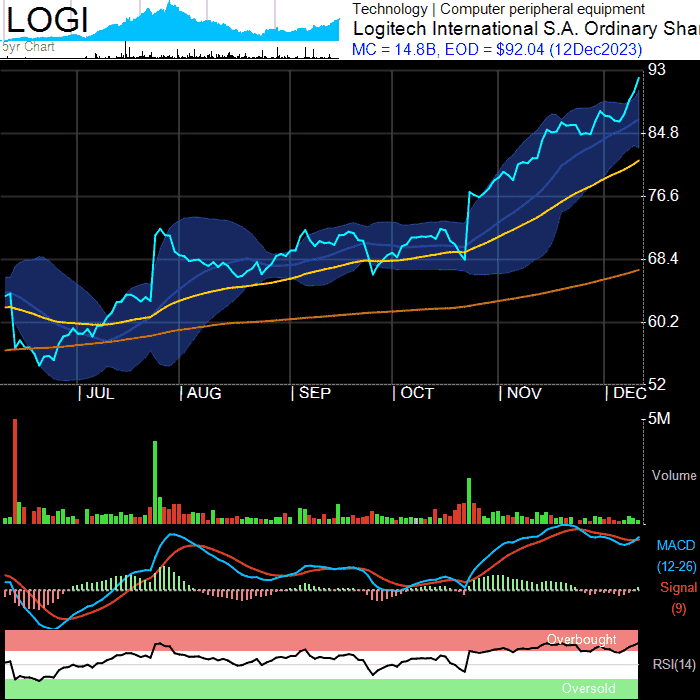 LOGI
5yr Chart
Technology | Computer peripheral equipment
Logitech International S.A. Ordinary Shar
MC = 14.8B, EOD = $92.04 (12Dec2023)
93
84.8
76.6
68.4
60.2
52
| JUL | AUG | SEP | OCT | NOV | DEC
5M
Volume
MACD
(12-26)
Signal
(9)
Overbought
RSI(14)
Oversold